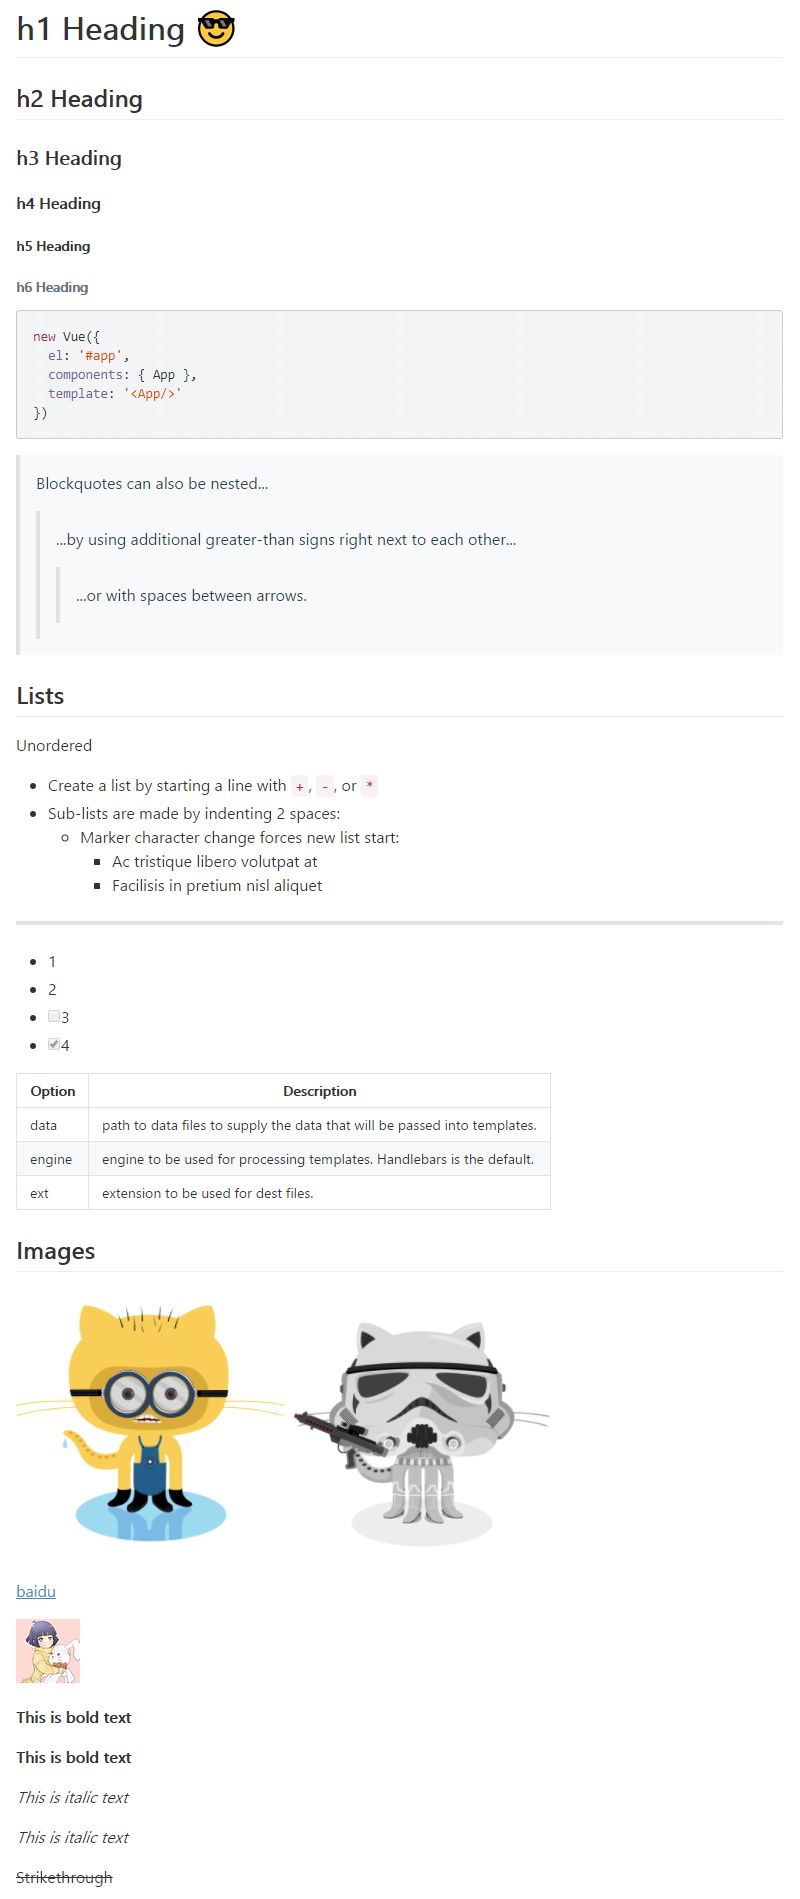 h1 Heading 😎
h2 Heading
h3 Heading
h4 Heading
h5 Heading
h6 Heading
new Vue({
  el: '#app',
  components: { App },
  template: '<App/>'
})
Blockquotes can also be nested...
...by using additional greater-than signs right next to each other...
...or with spaces between arrows.
Lists
Unordered
Create a list by starting a line with +, -, or *
Sub-lists are made by indenting 2 spaces:
Marker character change forces new list start:
Ac tristique libero volutpat at
Facilisis in pretium nisl aliquet
1
2
3
4
Option Description
data path to data files to supply the data that will be passed into templates.
engine engine to be used for processing templates. Handlebars is the default.
ext extension to be used for dest files.
Images
baidu
This is bold text
This is bold text
This is italic text
This is italic text
Strikethrough